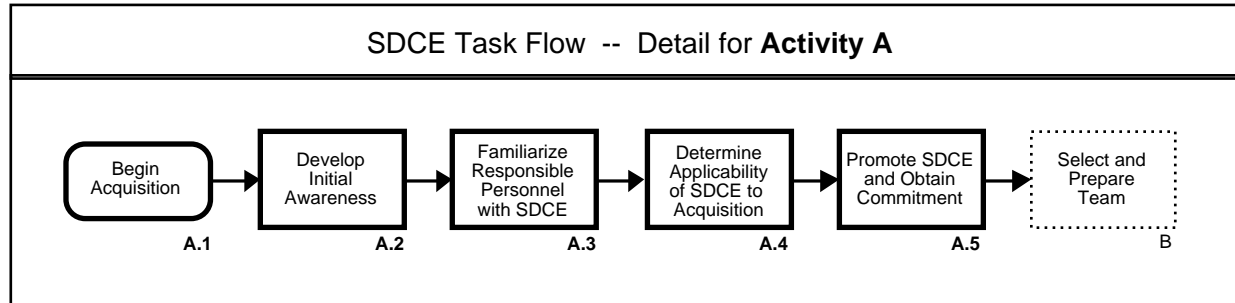 SDCE Task Flow -- Detail for Activity A
Begin
Acquisition
A.1
Develop
Initial
Awareness
A.2
Familiarize
Responsible
Personnel
with SDCE
A.3
Determine
Applicability
of SDCE to
Acquisition
A.4
Promote SDCE
and Obtain
Commitment
A.5
Select and
Prepare
Team
B